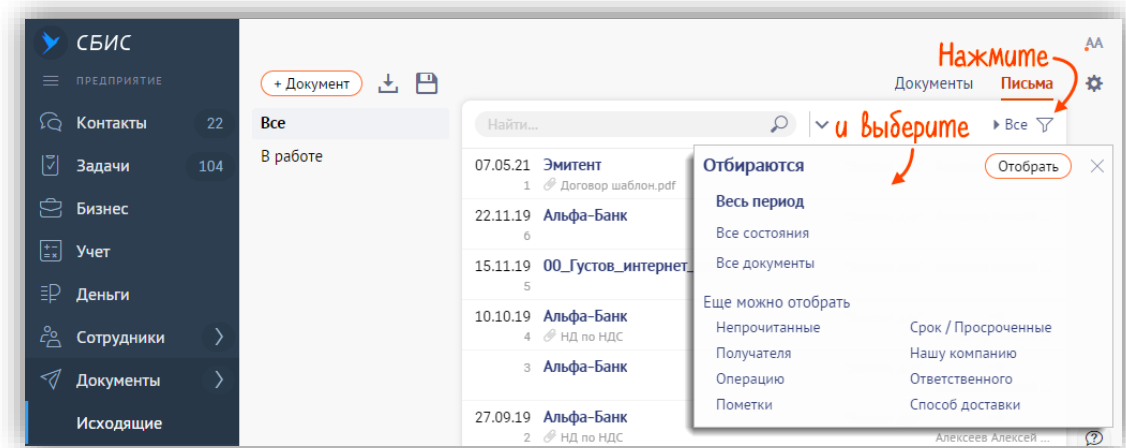 СБИС
ПРЕДПРИЯТИЕ
Контакты 22
Задачи 104
Бизнес
Учет
Деньги
Сотрудники
Документы
Исходящие
+ Документ
Все
В работе
Нажмите
АА
Документы Письма
Найти...
и выберите
Все
07.05.21 Эмитент
1 Договор шаблон.pdf
22.11.19 Альфа-Банк
6
15.11.19 00_Густов_интернет_
5
10.10.19 Альфа-Банк
4 НД по НДС
3 Альфа-Банк
27.09.19 Альфа-Банк
2 НД по НДС
Отбираются Отобрать
Весь период
Все состояния
Все документы
Еще можно отобрать
Непрочитанные Срок / Просроченные
Получателя Нашу компанию
Операцию Ответственного
Пометки Способ доставки
Алексеев Алексей ...